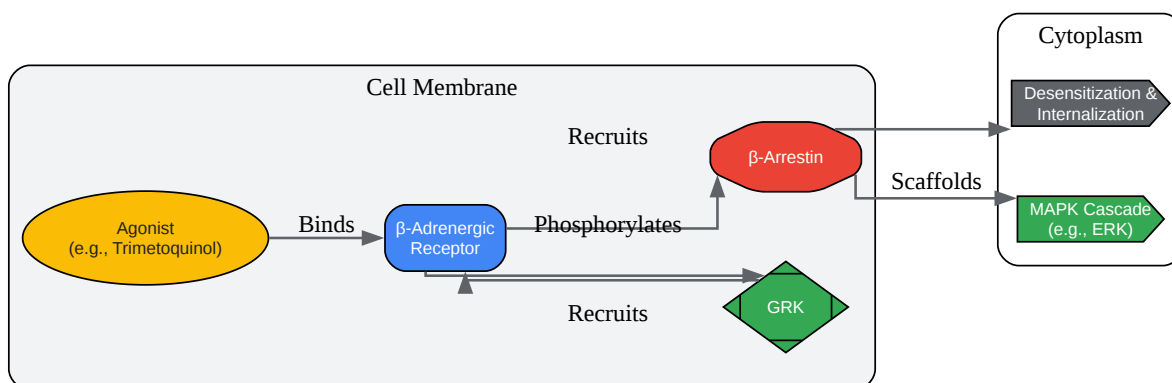 Cytoplasm
Cell Membrane
Desensitization &
Internalization
Recruits
β-Arrestin
Scaffolds
MAPK Cascade
(e.g., ERK)
Agonist
(e.g., Trimetoquinol)
Binds
β-Adrenergic
Receptor
Phosphorylates
Recruits
GRK